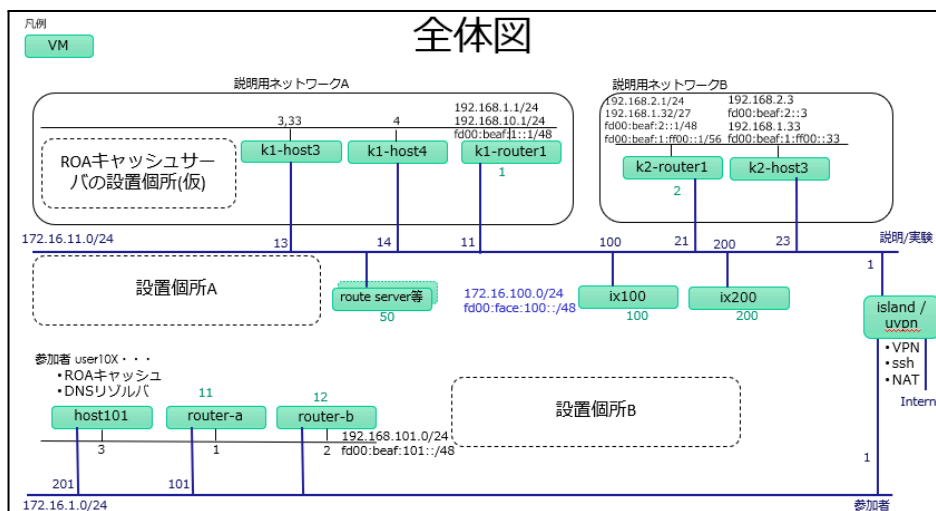 凡例
VM
全体図
説明用ネットワークA
説明用ネットワークB
192.168.1.1/24
192.168.10.1/24
fd00:beaf:1::1/48
3,33
4
k1-host3
k1-host4
k1-router1
1
ROAキャッシュサー
バの設置個所(仮)
192.168.2.1/24
192.168.1.32/27
fd00:beaf:2::1/48
fd00:beaf:1:ff00::1/56
192.168.2.3
fd00:beaf:2::3
192.168.1.33
fd00:beaf:1:ff00::33
k2-router1
k2-host3
2
172.16.11.0/24
13
14
11
100
21
200
23
説明/実験
設置個所A
route server等
50
172.16.100.0/24
fd00:face:100::/48
ix100
100
ix200
200
1
island /
uvpn
•VPN
•ssh
•NAT
Intern
参加者 user10X・・・
•ROAキャッシュ
•DNSリゾルバ
11
12
host101
router-a
router-b
3
1
2
192.168.101.0/24
fd00:beaf:101::/48
設置個所B
201
101
1
172.16.1.0/24
参加者